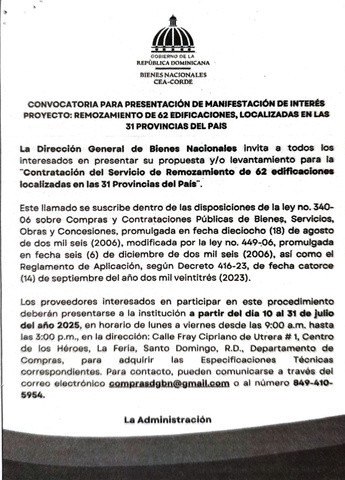 GOBIERNO DE LA
REPÚBLICA DOMINICANA
BIENES NACIONALES
CEA-CORDE
CONVOCATORIA PARA PRESENTACIÓN DE MANIFESTACIÓN DE INTERÉS
PROYECTO: REMOZAMIENTO DE 62 EDIFICACIONES, LOCALIZADAS EN LAS
31 PROVINCIAS DEL PAIS
La Dirección General de Bienes Nacionales invita a todos los
interesados en presentar su propuesta y/o levantamiento para la
"Contratación del Servicio de Remozamiento de 62 edificaciones
localizadas en las 31 Provincias del País".
Este llamado se suscribe dentro de las disposiciones de la ley no. 340-
06 sobre Compras y Contrataciones Públicas de Bienes, Servicios,
Obras y Concesiones, promulgada en fecha dieciocho (18) de agosto
de dos mil seis (2006), modificada por la ley no. 449-06, promulgada
en fecha seis (6) de diciembre de dos mil seis (2006), así como el
Reglamento de Aplicación, según Decreto 416-23, de fecha catorce
(14) de septiembre del año dos mil veintitrés (2023).
Los proveedores interesados en participar en este procedimiento
deberán presentarse a la institución a partir del día 10 al 31 de julio
del año 2025, en horario de lunes a viernes desde las 9:00 a.m. hasta
las 3:00 p.m., en la dirección: Calle Fray Cipriano de Utrera # 1, Centro
de los Héroes, La Feria, Santo Domingo, R.D., Departamento de
Compras, para adquirir las Especificaciones Técnicas
correspondientes. Para contacto, pueden comunicarse a través del
correo electrónico comprasdgbn@gmail.com o al número 849-410-
5954.
La Administración